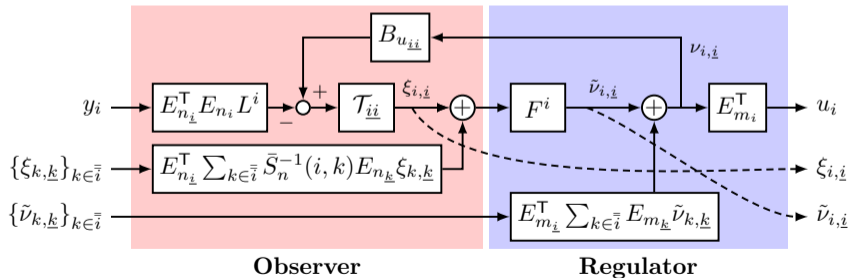 $B_{u_{\underline{ii}}}$
$\nu_{i,\underline{i}}$
$y_i$ $E_{n_{\underline{i}}}^{\mathsf{T}} E_{n_i} L^i$ $-$ $+$ $\mathcal{T}_{\underline{ii}}$ $\xi_{i,\underline{i}}$ $+$ $F^i$ $\tilde{\nu}_{i,\underline{i}}$ $+$ $E_{m_i}^{\mathsf{T}}$ $u_i$
$\{\xi_{k,\underline{k}}\}_{k\in\bar{\bar{i}}}$ $E_{n_{\underline{i}}}^{\mathsf{T}} \sum_{k\in\bar{\bar{i}}} \bar{S}_n^{-1}(i,k) E_{n_{\underline{k}}} \xi_{k,\underline{k}}$ $\xi_{i,\underline{i}}$
$\{\tilde{\nu}_{k,\underline{k}}\}_{k\in\bar{\bar{i}}}$ $E_{m_{\underline{i}}}^{\mathsf{T}} \sum_{k\in\bar{\bar{i}}} E_{m_{\underline{k}}} \tilde{\nu}_{k,\underline{k}}$ $\tilde{\nu}_{i,\underline{i}}$
Observer Regulator